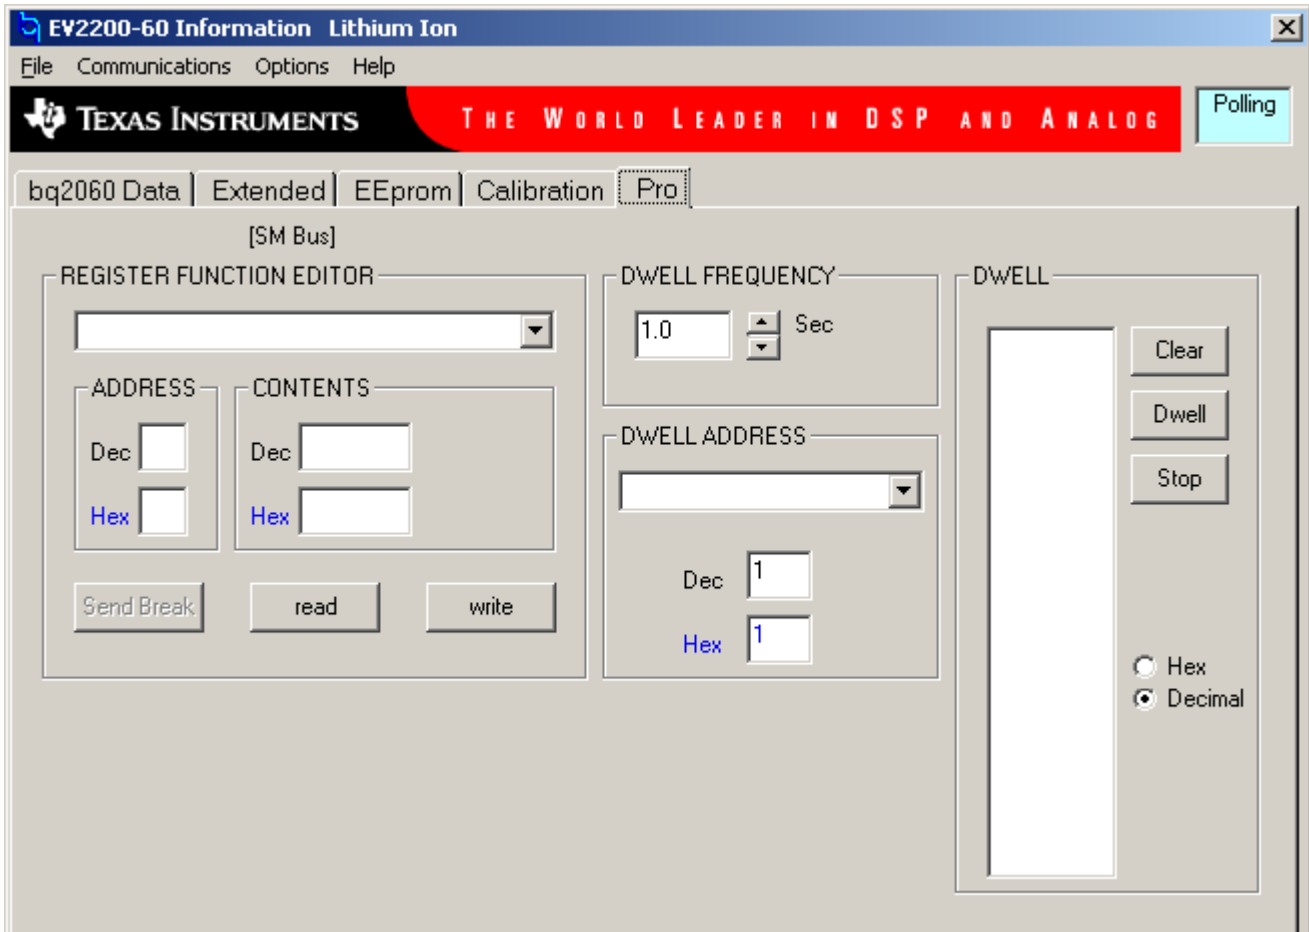 EV2200-60 Information Lithium Ion
File Communications Options Help
TEXAS INSTRUMENTS
THE WORLD LEADER IN DSP AND ANALOG
Polling
bq2060 Data
Extended
EEprom
Calibration
Pro
[SM Bus]
REGISTER FUNCTION EDITOR
ADDRESS
Dec
Hex
CONTENTS
Dec
Hex
Send Break
read
write
DWELL FREQUENCY
1.0 Sec
DWELL ADDRESS
Dec 1
Hex 1
DWELL
Clear
Dwell
Stop
Hex
Decimal